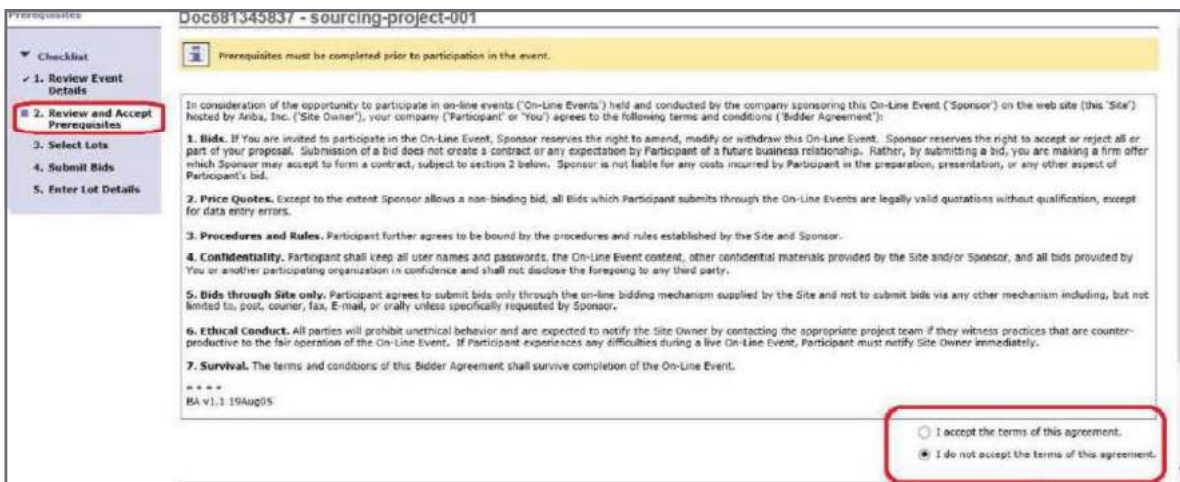 Prerequisites
Doc681345837 - sourcing-project-001
Checklist
1. Review Event
Details
2. Review and Accept
Prerequisites
3. Select Lots
4. Submit Bids
5. Enter Lot Details
Prerequisites must be completed prior to participation in the event.
In consideration of the opportunity to participate in on-line events ('On-Line Events') held and conducted by the company sponsoring this On-Line Event ('Sponsor') on the web site (this 'Site')
hosted by Ariba, Inc. ('Site Owner'), your company ('Participant' or 'You') agrees to the following terms and conditions ('Bidder Agreement'):
1. Bids. If You are invited to participate in the On-Line Event, Sponsor reserves the right to amend, modify or withdraw this On-Line Event. Sponsor reserves the right to accept or reject all or
part of your proposal. Submission of a bid does not create a contract or any expectation by Participant of a future business relationship. Rather, by submitting a bid, you are making a firm offer
which Sponsor may accept to form a contract, subject to section 2 below. Sponsor is not liable for any costs incurred by Participant in the preparation, presentation, or any other aspect of
Participant's bid.
2. Price Quotes. Except to the extent Sponsor allows a non-binding bid, all Bids which Participant submits through the On-Line Events are legally valid quotations without qualification, except
for data entry errors.
3. Procedures and Rules. Participant further agrees to be bound by the procedures and rules established by the Site and Sponsor.
4. Confidentiality. Participant shall keep all user names and passwords, the On-Line Event content, other confidential materials provided by the Site and/or Sponsor, and all bids provided by
You or another participating organization in confidence and shall not disclose the foregoing to any third party.
5. Bids through Site only. Participant agrees to submit bids only through the on-line bidding mechanism supplied by the Site and not to submit bids via any other mechanism including, but not
limited to, post, courier, fax, E-mail, or orally unless specifically requested by Sponsor.
6. Ethical Conduct. All parties will prohibit unethical behavior and are expected to notify the Site Owner by contacting the appropriate project team if they witness practices that are counter-
productive to the fair operation of the On-Line Event. If Participant experiences any difficulties during a live On-Line Event, Participant must notify Site Owner immediately.
7. Survival. The terms and conditions of this Bidder Agreement shall survive completion of the On-Line Event.
* * * *
BA v1.1 19Aug05
I accept the terms of this agreement.
I do not accept the terms of this agreement.